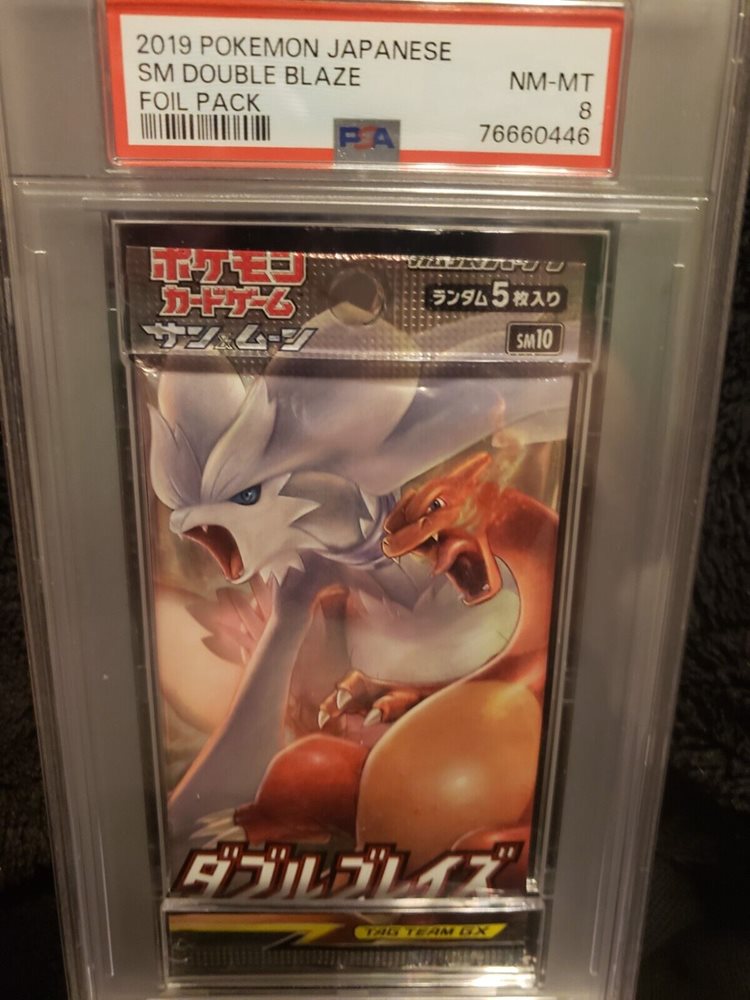 2019 POKEMON JAPANESE
SM DOUBLE BLAZE
NM-MT
FOIL PACK
8
PSA
76660446
ポケモン
カードゲーム
サン&ムーン
ランダム5枚入り
SM10
ダブルブレイズ
TAG TEAM GX